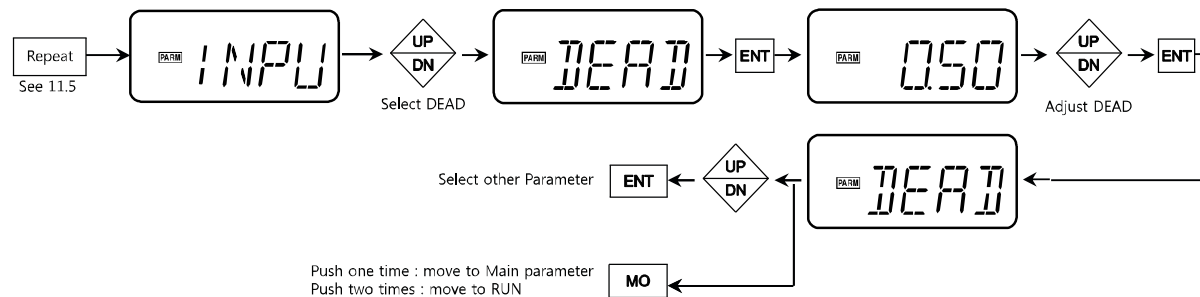 Repeat
See 11.5
PARM INPU
UP
DN
Select DEAD
PARM DEAD
ENT
PARM 0.50
UP
DN
Adjust DEAD
ENT
Select other Parameter
ENT
UP
DN
PARM DEAD
Push one time : move to Main parameter
Push two times : move to RUN
MO